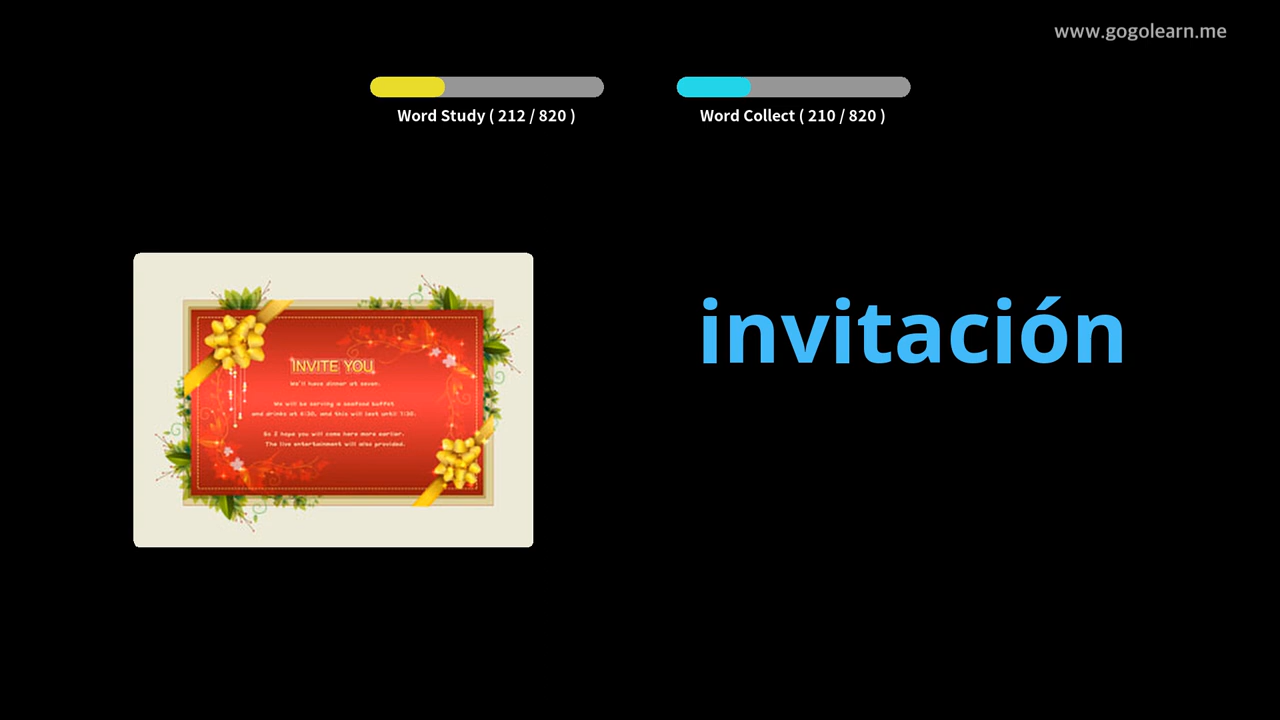 www.gogolearn.me
Word Study ( 212 / 820 )
Word Collect ( 210 / 820 )
INVITE YOU
We'll have dinner at seven.
We will be serving a seafood buffet
and drinks at 6:30, and this will last until 7:30.
So I hope you will come here more earlier.
The live entertainment will also provided.
invitación